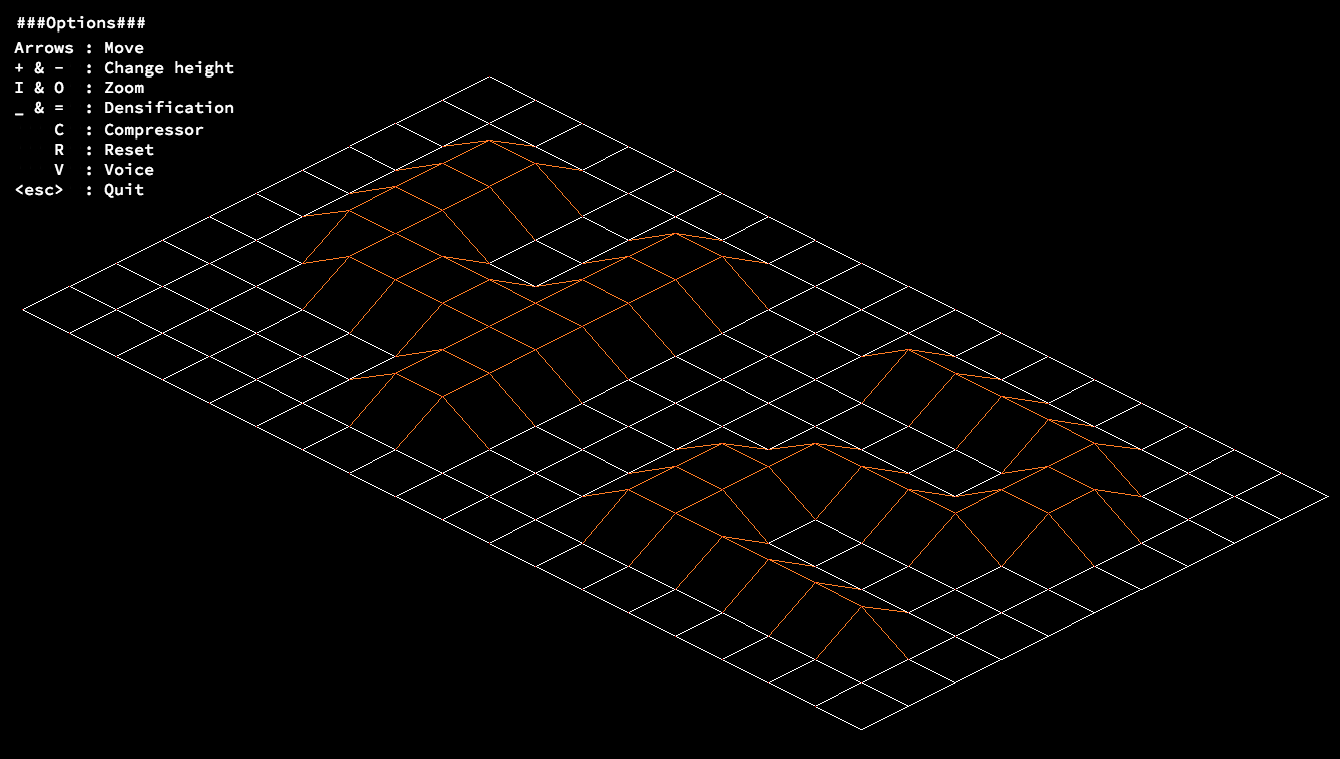 ###Options###
Arrows : Move
+ & -  : Change height
I & O  : Zoom
_ & =  : Densification
    C  : Compressor
    R  : Reset
    V  : Voice
<esc>  : Quit